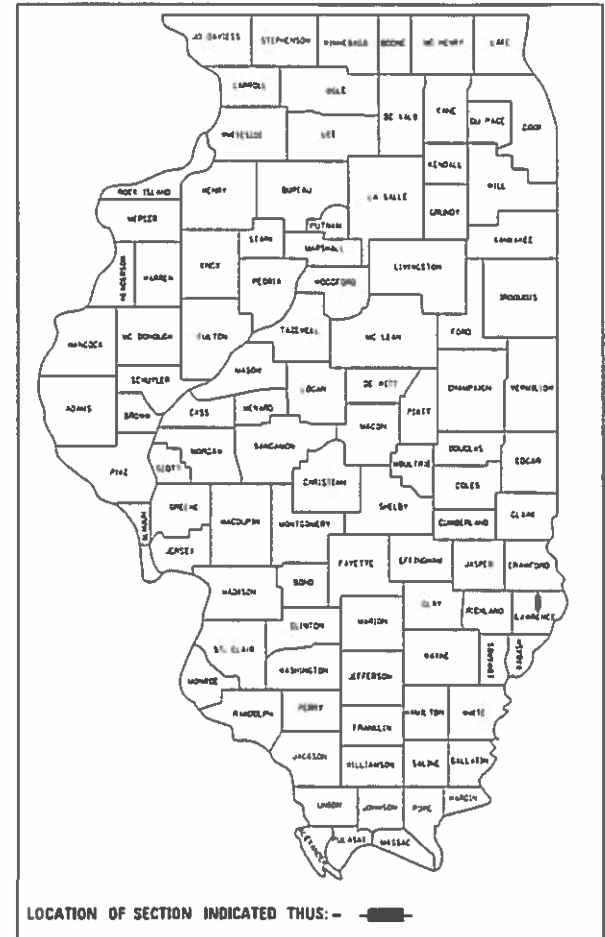 JO DAVIESS STEPHENSON WINNEBAGO BOONE MC HENRY LAKE
CARROLL OGLE
DE KALB KANE DU PAGE COOK
WHITESIDE LEE
KENDALL WILL
ROCK ISLAND HENRY BUREAU LA SALLE GRUNDY
MERCER PUTNAM
STARK MARSHALL KANKAKEE
HENDERSON WARREN KNOX PEORIA WOODFORD LIVINGSTON
IROQUOIS
HANCOCK MC DONOUGH FULTON TAZEWELL MC LEAN FORD
MASON
SCHUYLER LOGAN DE WITT CHAMPAIGN VERMILION
ADAMS BROWN CASS MENARD PIATT
MACON
PIKE SCOTT MORGAN SANGAMON MOULTRIE DOUGLAS EDGAR
CHRISTIAN COLES
CALHOUN GREENE MACOUPIN MONTGOMERY SHELBY CUMBERLAND CLARK
JERSEY
FAYETTE EFFINGHAM JASPER CRAWFORD
MADISON BOND
CLAY RICHLAND LAWRENCE
CLINTON MARION
ST. CLAIR WAYNE EDWARDS WABASH
WASHINGTON JEFFERSON
MONROE
RANDOLPH PERRY HAMILTON WHITE
FRANKLIN
JACKSON WILLIAMSON SALINE GALLATIN
UNION JOHNSON POPE HARDIN
ALEXANDER PULASKI MASSAC
LOCATION OF SECTION INDICATED THUS: -